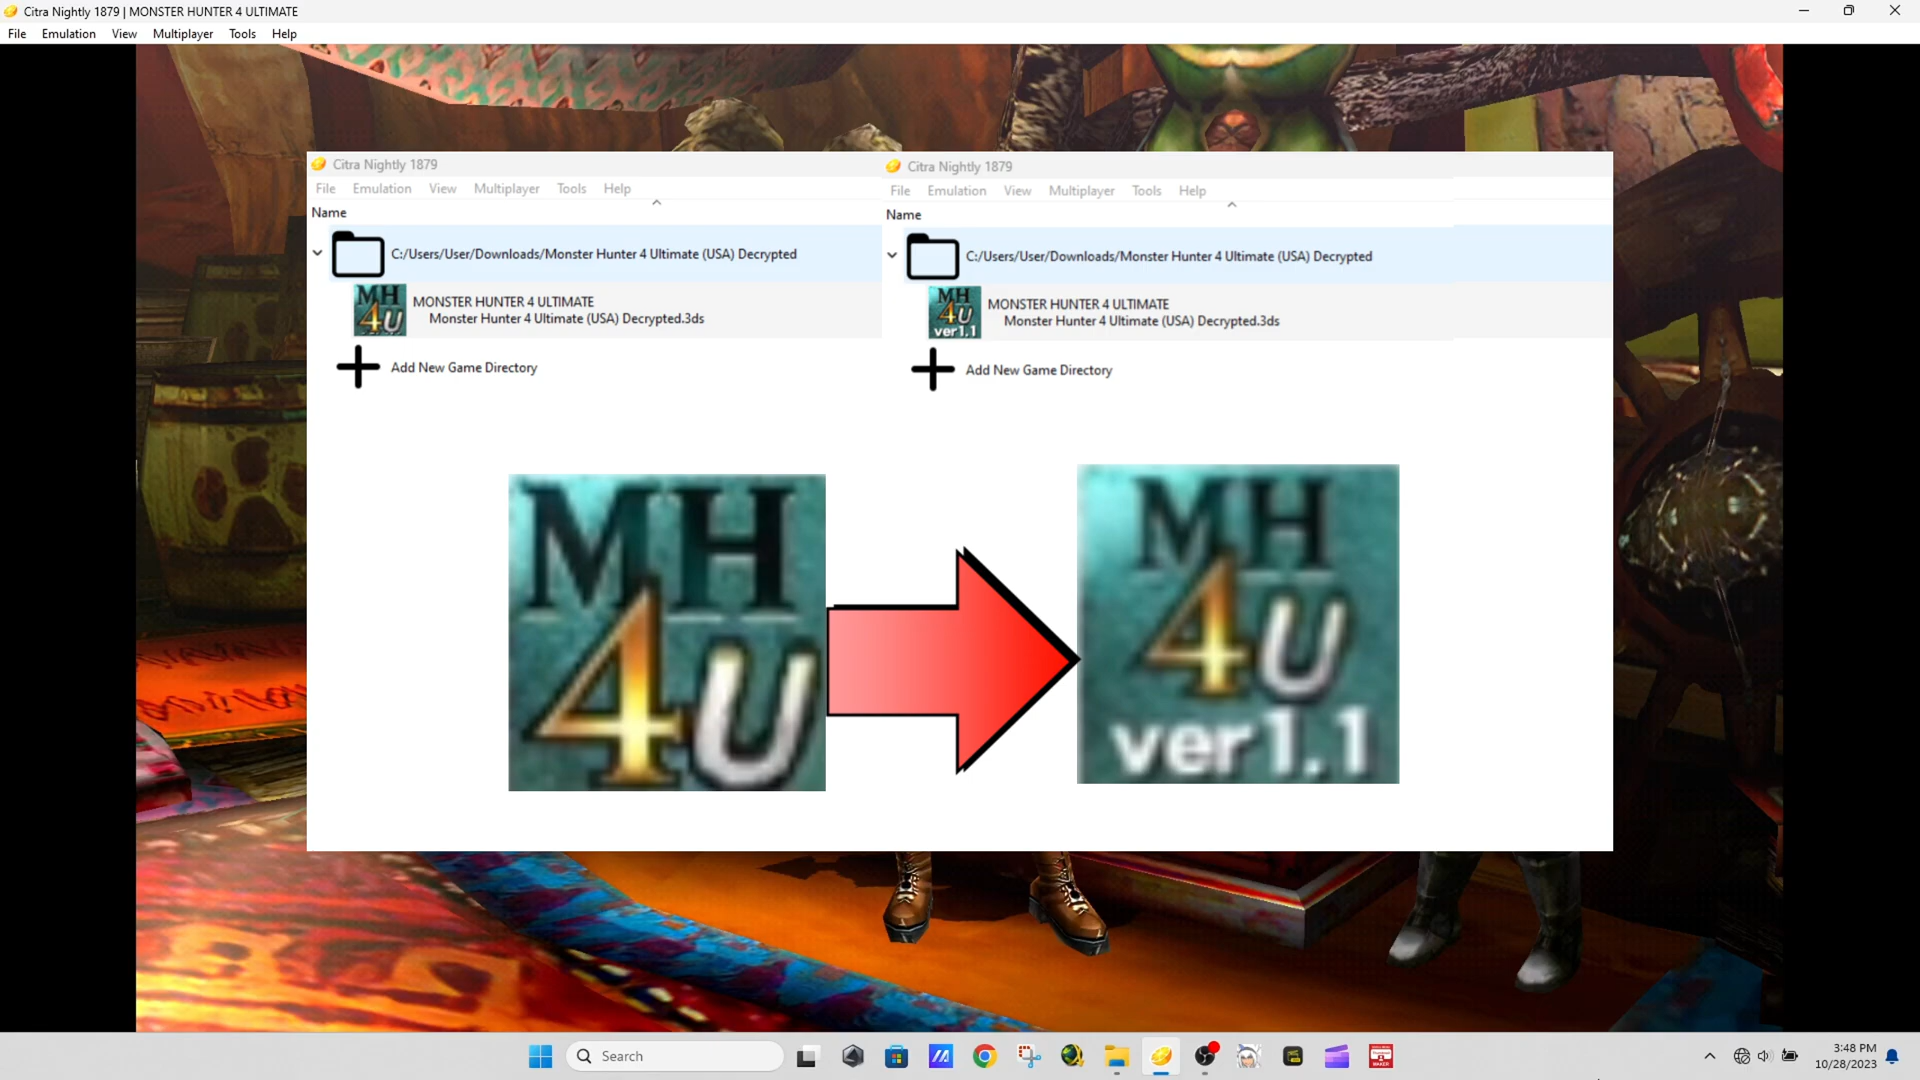 Citra Nightly 1879 | MONSTER HUNTER 4 ULTIMATE
File Emulation View Multiplayer Tools Help
Citra Nightly 1879
File Emulation View Multiplayer Tools Help
Name
C:/Users/User/Downloads/Monster Hunter 4 Ultimate (USA) Decrypted
MH
4U
MONSTER HUNTER 4 ULTIMATE
Monster Hunter 4 Ultimate (USA) Decrypted.3ds
Add New Game Directory
Citra Nightly 1879
File Emulation View Multiplayer Tools Help
Name
C:/Users/User/Downloads/Monster Hunter 4 Ultimate (USA) Decrypted
MH
4U
ver1.1
MONSTER HUNTER 4 ULTIMATE
Monster Hunter 4 Ultimate (USA) Decrypted.3ds
Add New Game Directory
MH
4U
MH
4U
ver1.1
Search
3:48 PM
10/28/2023